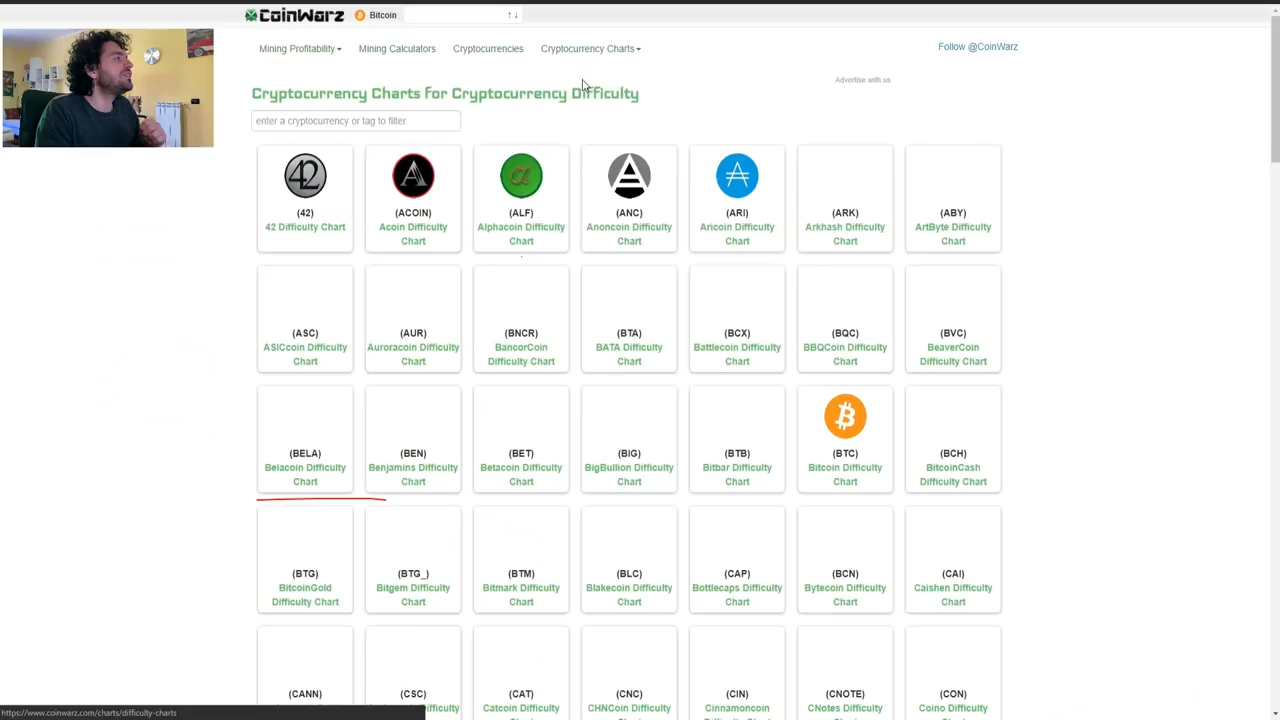 CoinWarz Bitcoin ↑↓
Mining Profitability Mining Calculators Cryptocurrencies Cryptocurrency Charts Follow @CoinWarz
Advertise with us
Cryptocurrency Charts for Cryptocurrency Difficulty
enter a cryptocurrency or tag to filter
42
(42)
42 Difficulty Chart
(ACOIN)
Acoin Difficulty
Chart
(ALF)
Alphacoin Difficulty
Chart
(ANC)
Anoncoin Difficulty
Chart
(ARI)
Aricoin Difficulty
Chart
(ARK)
Arkhash Difficulty
Chart
(ABY)
ArtByte Difficulty
Chart
(ASC)
ASICcoin Difficulty
Chart
(AUR)
Auroracoin Difficulty
Chart
(BNCR)
BancorCoin
Difficulty Chart
(BTA)
BATA Difficulty
Chart
(BCX)
Battlecoin Difficulty
Chart
(BQC)
BBQCoin Difficulty
Chart
(BVC)
BeaverCoin
Difficulty Chart
(BELA)
Belacoin Difficulty
Chart
(BEN)
Benjamins Difficulty
Chart
(BET)
Betacoin Difficulty
Chart
(BIG)
BigBullion Difficulty
Chart
(BTB)
Bitbar Difficulty
Chart
(BTC)
Bitcoin Difficulty
Chart
(BCH)
BitcoinCash
Difficulty Chart
(BTG)
BitcoinGold
Difficulty Chart
(BTG_)
Bitgem Difficulty
Chart
(BTM)
Bitmark Difficulty
Chart
(BLC)
Blakecoin Difficulty
Chart
(CAP)
Bottlecaps Difficulty
Chart
(BCN)
Bytecoin Difficulty
Chart
(CAI)
Caishen Difficulty
Chart
(CANN)
(CSC)
(CAT)
Catcoin Difficulty
(CNC)
CHNCoin Difficulty
(CIN)
Cinnamoncoin
(CNOTE)
CNotes Difficulty
(CON)
Coino Difficulty
https://www.coinwarz.com/charts/difficulty-charts